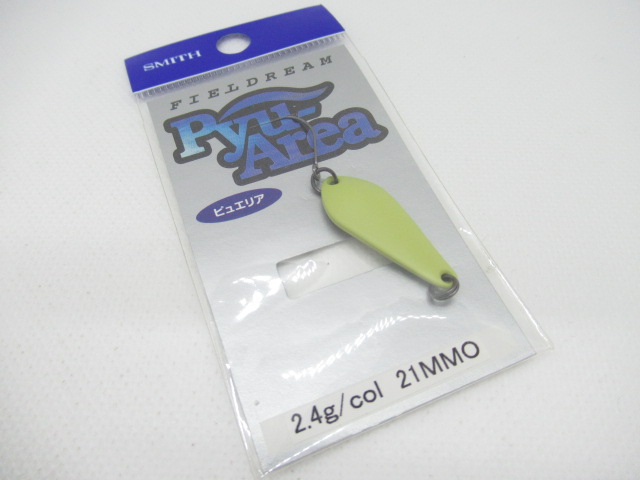 SMITH
FIELDREAM
Pyu-
Area
ピュエリア
2.4g/col 21MMO